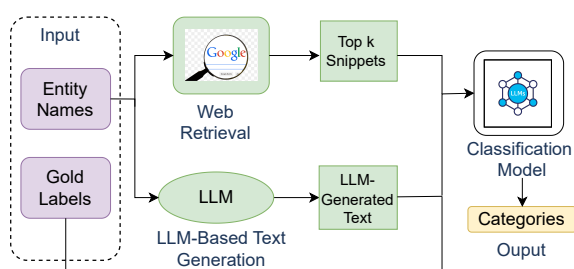 Input
Entity
Names
Gold
Labels
Google
Web
Retrieval
Top k
Snippets
LLM
LLM-Based Text
Generation
LLM-
Generated
Text
LLMs
Classification
Model
Categories
Ouput